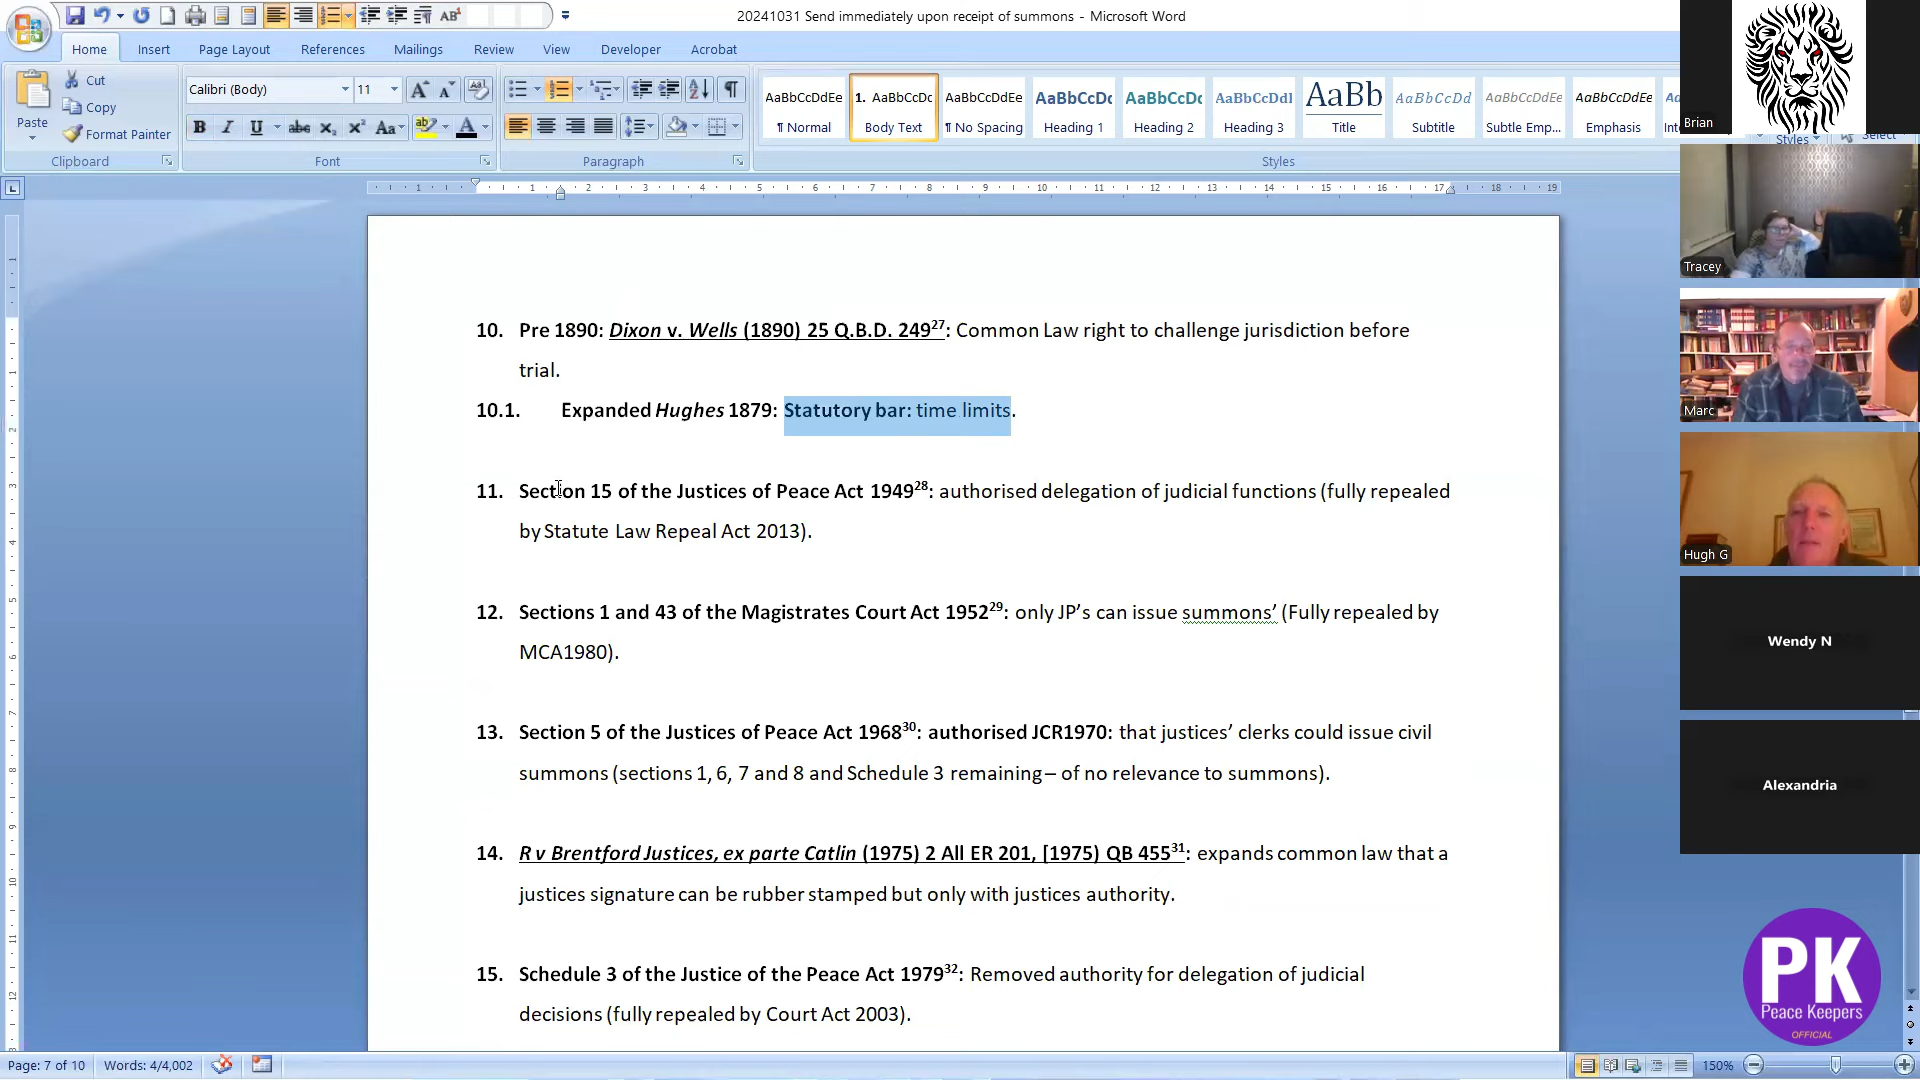 20241031 Send immediately upon receipt of summons - Microsoft Word
Home Insert Page Layout References Mailings Review View Developer Acrobat
Paste
Cut
Copy
Format Painter
Clipboard
Calibri (Body) 11
Font
Paragraph
AaBbCcDdEe 1. AaBbCcDc AaBbCcDdEe AaBbCcDc AaBbCcDc AaBbCcDdI AaBb AaBbCcDd AaBbCcDdEe AaBbCcDdEe
¶ Normal Body Text ¶ No Spacing Heading 1 Heading 2 Heading 3 Title Subtitle Subtle Emp... Emphasis
Styles
Styles
Select
10. Pre 1890: Dixon v. Wells (1890) 25 Q.B.D. 249²⁷: Common Law right to challenge jurisdiction before
trial.
10.1. Expanded Hughes 1879: Statutory bar: time limits.
11. Section 15 of the Justices of Peace Act 1949²⁸: authorised delegation of judicial functions (fully repealed
by Statute Law Repeal Act 2013).
12. Sections 1 and 43 of the Magistrates Court Act 1952²⁹: only JP’s can issue summons’ (Fully repealed by
MCA1980).
13. Section 5 of the Justices of Peace Act 1968³⁰: authorised JCR1970: that justices’ clerks could issue civil
summons (sections 1, 6, 7 and 8 and Schedule 3 remaining – of no relevance to summons).
14. R v Brentford Justices, ex parte Catlin (1975) 2 All ER 201, [1975) QB 455³¹: expands common law that a
justices signature can be rubber stamped but only with justices authority.
15. Schedule 3 of the Justice of the Peace Act 1979³²: Removed authority for delegation of judicial
decisions (fully repealed by Court Act 2003).
Brian
Tracey
Marc
Hugh G
Wendy N
Alexandria
PK
Peace Keepers
OFFICIAL
Page: 7 of 10 Words: 4/4,002
150%